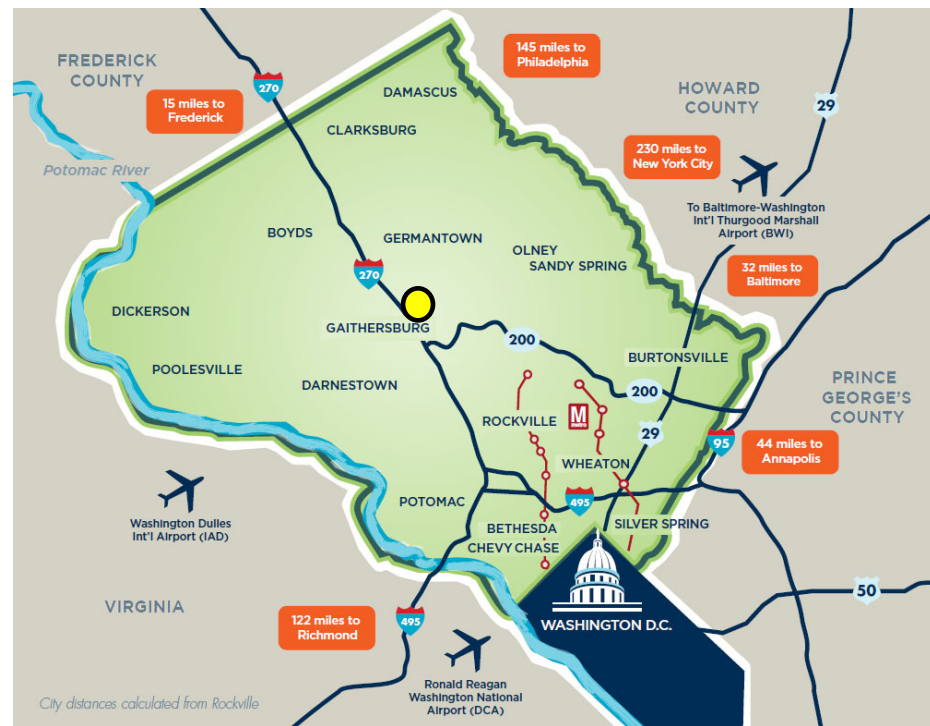 145 miles to
Philadelphia
FREDERICK
COUNTY
270
DAMASCUS
HOWARD
COUNTY
29
15 miles to
Frederick
CLARKSBURG
230 miles to
New York City
Potomac River
To Baltimore-Washington
Int'l Thurgood Marshall
Airport (BWI)
BOYDS
GERMANTOWN
OLNEY
SANDY SPRING
32 miles to
Baltimore
270
DICKERSON
GAITHERSBURG
200
BURTONSVILLE
POOLESVILLE
DARNESTOWN
200
PRINCE
GEORGE'S
COUNTY
ROCKVILLE
M
metro
29
95
44 miles to
Annapolis
WHEATON
POTOMAC
495
Washington Dulles
Int'l Airport (IAD)
BETHESDA
CHEVY CHASE
SILVER SPRING
50
VIRGINIA
122 miles to
Richmond
495
WASHINGTON D.C.
Ronald Reagan
Washington National
Airport (DCA)
City distances calculated from Rockville